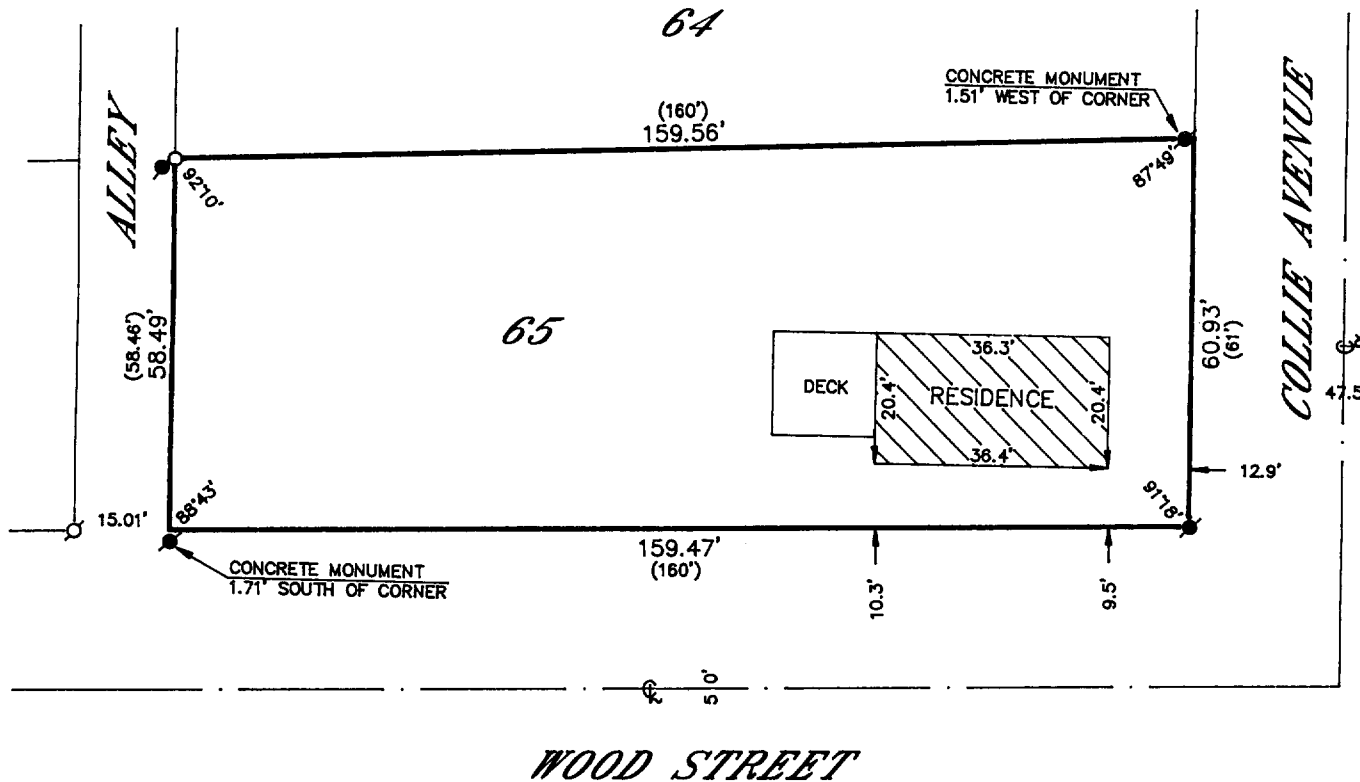 64
CONCRETE MONUMENT
1.51' WEST OF CORNER
(160')
159.56'
ALLEY
COLLIE AVENUE
92°10'
87°49'
(58.46')
58.49'
65
60.93'
(61')
36.3'
DECK
20.4'
RESIDENCE
20.4'
47.5
36.4'
12.9'
88°43'
91°18'
15.01'
159.47'
(160')
CONCRETE MONUMENT
1.71' SOUTH OF CORNER
10.3'
9.5'
WOOD STREET